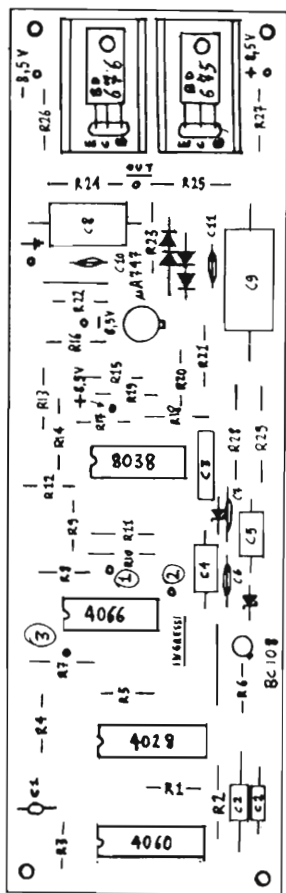 -8,5V
BD 676
BD 675
+8,5V
R26
E C B
E C B
R27
OUT
R24
R25
C8
C10
R23
C11
C9
R22
µA747
R16
8,5V
R13
+8,5V
R15
R19
R20
R21
R14
R17
R18
8038
C3
R28
R29
R12
R9
R11
R10
C7
C5
R8
1
2
C4
C6
4066
INGRESSI
3
R7
R6
BC108
R5
R4
4028
C1
R1
R2
C2
R3
4060